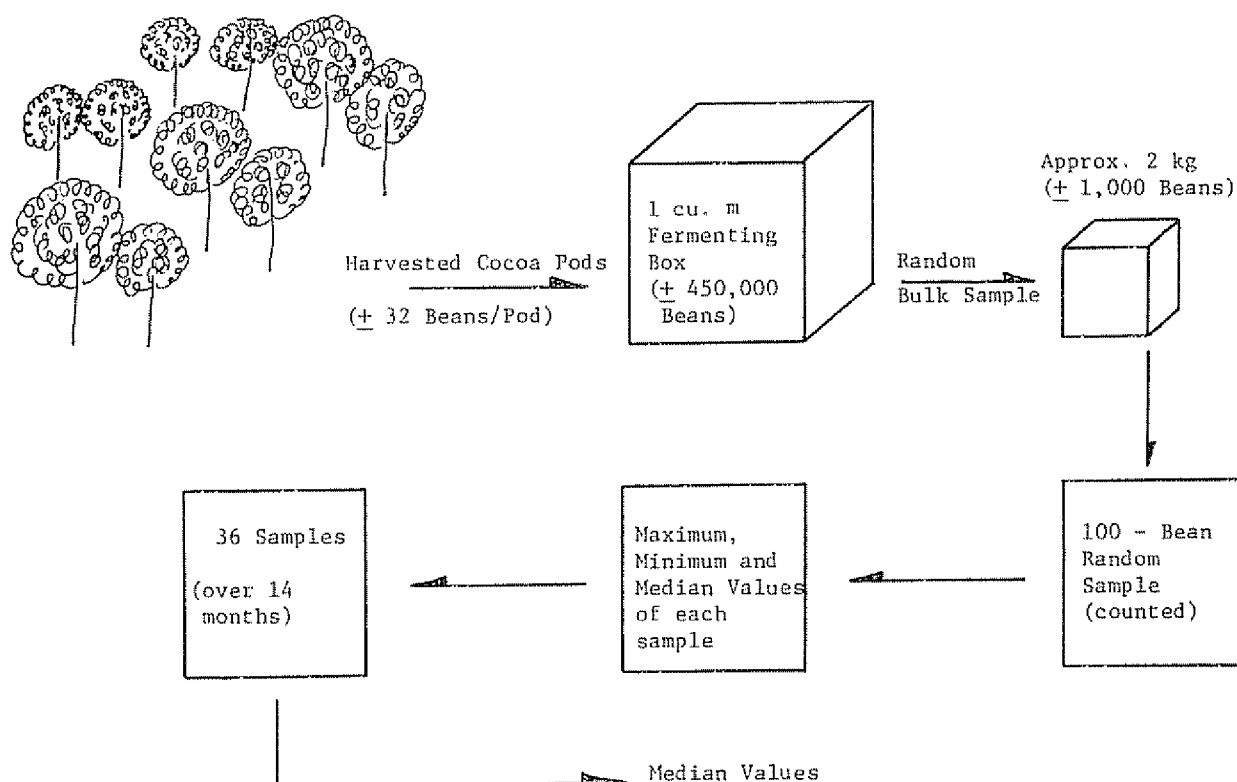 Harvested Cocoa Pods
(± 32 Beans/Pod)
1 cu. m
Fermenting
Box
(± 450,000
Beans)
Random
Bulk Sample
Approx. 2 kg
(± 1,000 Beans)
100 - Bean
Random
Sample
(counted)
Maximum,
Minimum and
Median Values
of each
sample
36 Samples
(over 14
months)
Median Values